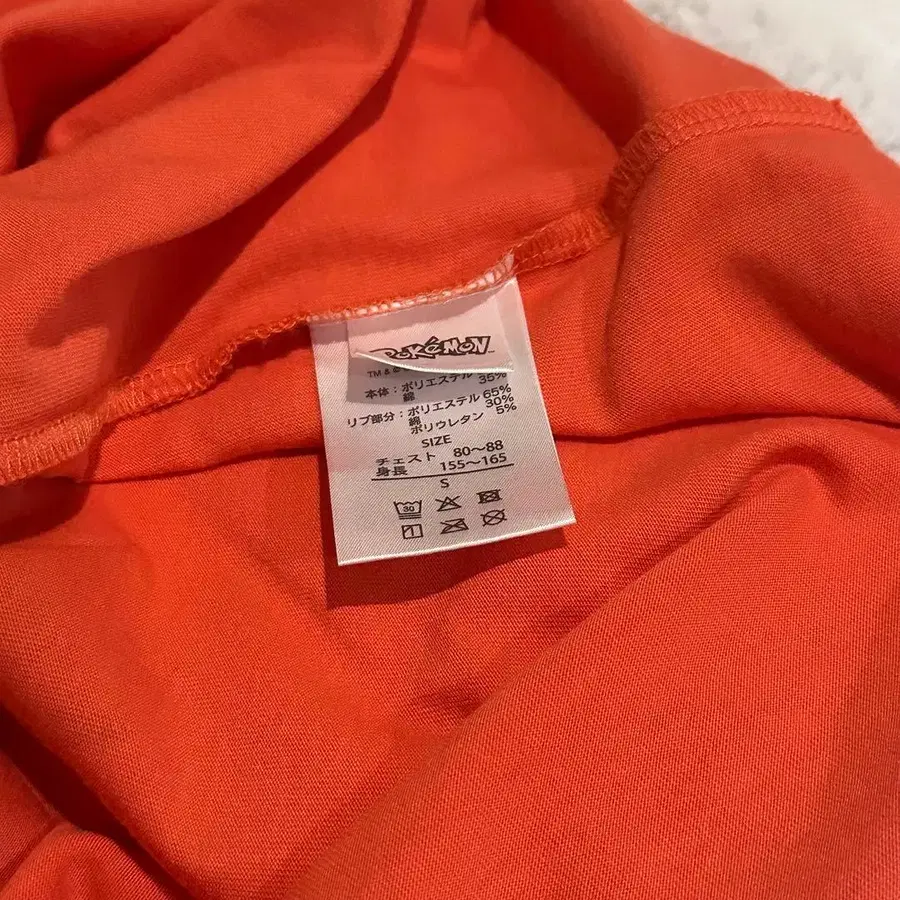 Pokémon
TM & ©
本体：ポリエステル
綿 35%
リブ部分：ポリエステル 65%
綿 30%
ポリウレタン 5%
SIZE
チェスト 80～88
身長 155～165
S
30